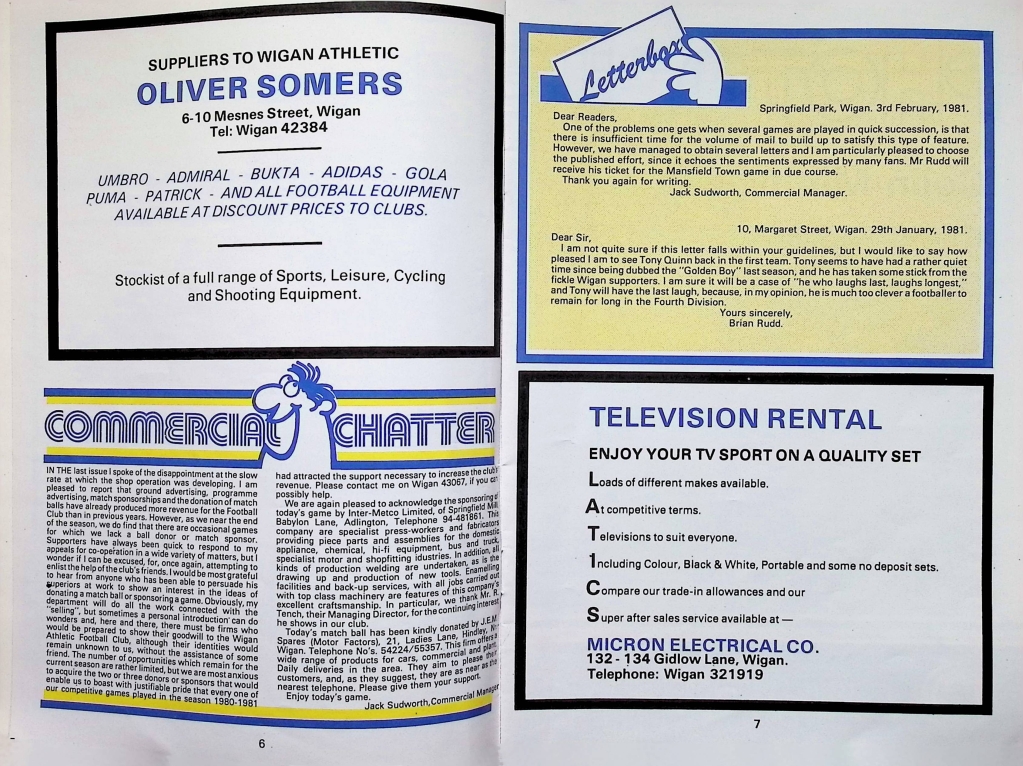 SUPPLIERS TO WIGAN ATHLETIC
OLIVER SOMERS
6-10 Mesnes Street, Wigan
Tel: Wigan 42384
UMBRO - ADMIRAL - BUKTA - ADIDAS - GOLA
PUMA - PATRICK - AND ALL FOOTBALL EQUIPMENT
AVAILABLE AT DISCOUNT PRICES TO CLUBS.
Stockist of a full range of Sports, Leisure, Cycling
and Shooting Equipment.
COMMERCIAL CHATTER
IN THE last issue I spoke of the disappointment at the slow
rate at which the shop operation was developing. I am
pleased to report that ground advertising, programme
advertising, match sponsorships and the donation of match
balls have already produced more revenue for the Football
Club than in previous years. However, as we near the end
of the season, we do find that there are occasional games
for which we lack a ball donor or match sponsor.
Supporters have always been quick to respond to my
appeals for co-operation in a wide variety of matters, but I
wonder if I can be excused, for once, again attempting to
enlist the help of the club's friends. I would be most grateful
to hear from anyone who has been able to persuade his
superiors at work to show an interest in the ideas of
donating a match ball or sponsoring a game. Obviously, my
department will do all the work connected with the
"selling", but sometimes a personal introduction can do
wonders and, here and there, there must be firms who
would be prepared to show their goodwill to the Wigan
Athletic Football Club, although their identities would
remain unknown to us, without the assistance of some
friend. The number of opportunities which remain for the
current season are rather limited, but we are most anxious
to acquire the two or three donors or sponsors that would
enable us to boast with justifiable pride that every one of
our competitive games played in the season 1980-1981
had attracted the support necessary to increase the club's
revenue. Please contact me on Wigan 43067, if you can
possibly help.
We are again pleased to acknowledge the sponsoring of
today's game by Inter-Metco Limited, of Springfield Mill,
Babylon Lane, Adlington, Telephone 94-481861. This
company are specialist press-workers and fabricators
providing piece parts and assemblies for the domestic
appliance, chemical, hi-fi equipment, bus and truck,
specialist motor and shopfitting idustries. In addition, all
kinds of production welding are undertaken, as is the
drawing up and production of new tools. Enamelling
facilities and back-up services, with all jobs carried out
with top class machinery are features of this company's
excellent craftsmanship. In particular, we thank Mr. R.
Tench, their Managing Director, for the continuing interest
he shows in our club.
Today's match ball has been kindly donated by J.E.M.
Spares (Motor Factors), 21, Ladies Lane, Hindley, Nr.
Wigan. Telephone No's. 54224/55357. This firm offers a
wide range of products for cars, commercial and plant.
Daily deliveries in the area. They aim to please their
customers, and, as they suggest, they are as near as the
nearest telephone. Please give them your support.
Enjoy today's game.
Jack Sudworth, Commercial Manager
6
Letterbox
Springfield Park, Wigan. 3rd February, 1981.
Dear Readers,
One of the problems one gets when several games are played in quick succession, is that
there is insufficient time for the volume of mail to build up to satisfy this type of feature.
However, we have managed to obtain several letters and I am particularly pleased to choose
the published effort, since it echoes the sentiments expressed by many fans. Mr Rudd will
receive his ticket for the Mansfield Town game in due course.
Thank you again for writing.
Jack Sudworth, Commercial Manager.
10, Margaret Street, Wigan. 29th January, 1981.
Dear Sir,
I am not quite sure if this letter falls within your guidelines, but I would like to say how
pleased I am to see Tony Quinn back in the first team. Tony seems to have had a rather quiet
time since being dubbed the "Golden Boy" last season, and he has taken some stick from the
fickle Wigan supporters. I am sure it will be a case of "he who laughs last, laughs longest,"
and Tony will have the last laugh, because, in my opinion, he is much too clever a footballer to
remain for long in the Fourth Division.
Yours sincerely,
Brian Rudd.
TELEVISION RENTAL
ENJOY YOUR TV SPORT ON A QUALITY SET
Loads of different makes available.
At competitive terms.
Televisions to suit everyone.
Including Colour, Black & White, Portable and some no deposit sets.
Compare our trade-in allowances and our
Super after sales service available at —
MICRON ELECTRICAL CO.
132 - 134 Gidlow Lane, Wigan.
Telephone: Wigan 321919
7